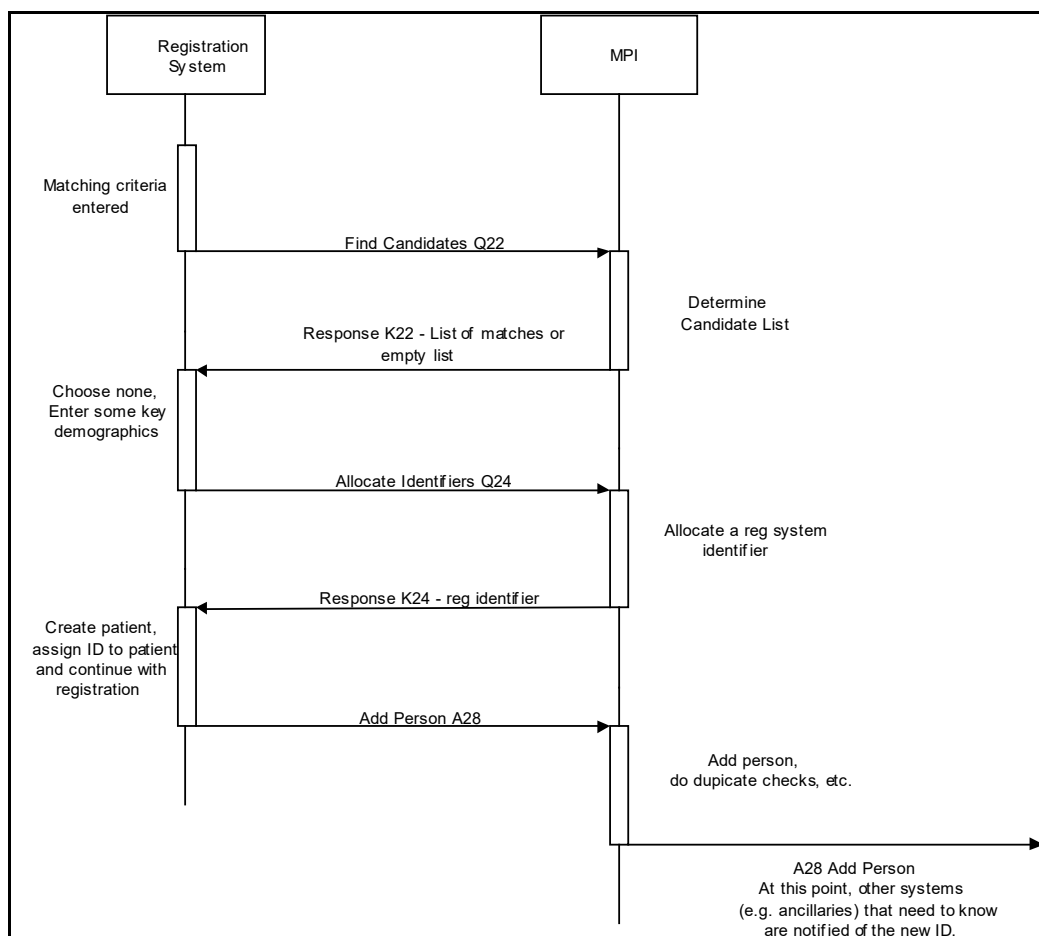 Registration
System
MPI
Matching criteria
entered
Find Candidates Q22
Determine
Candidate List
Response K22 - List of matches or
empty list
Choose none,
Enter some key
demographics
Allocate Identifiers Q24
Allocate a reg system
identifier
Response K24 - reg identifier
Create patient,
assign ID to patient
and continue with
registration
Add Person A28
Add person,
do dupicate checks, etc.
A28 Add Person
At this point, other systems
(e.g. ancillaries) that need to know
are notified of the new ID.